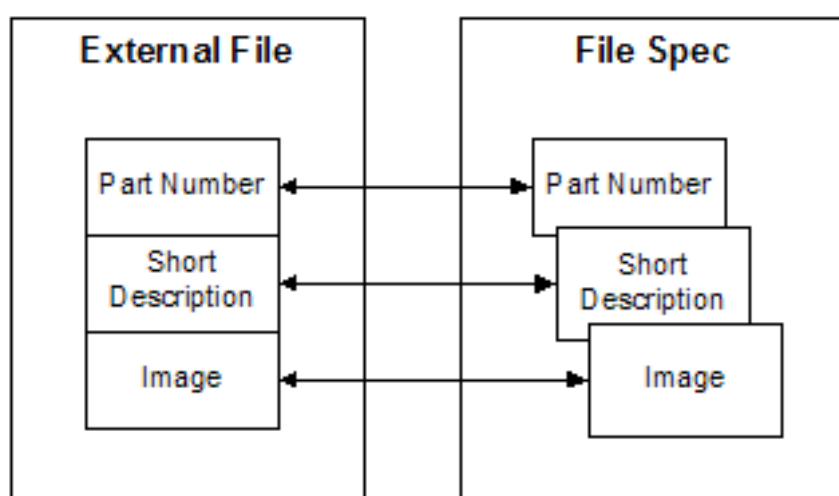 External File
Part Number
Short
Description
Image
File Spec
Part Number
Short
Description
Image